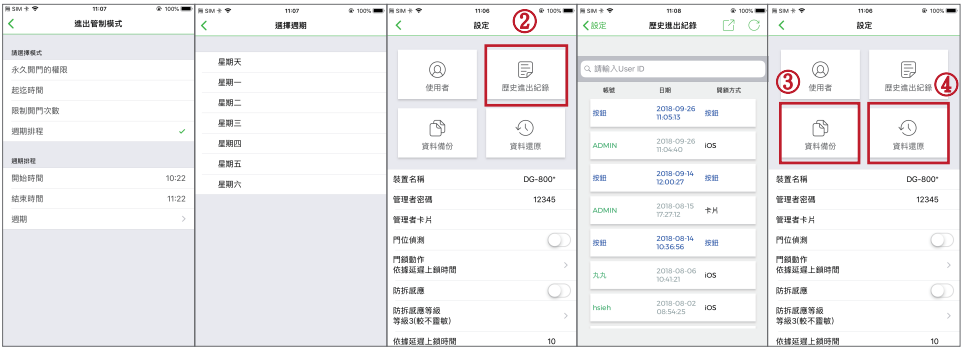 無SIM卡 11:07 100%
進出管制模式
請選擇模式
永久開門的權限
起迄時間
限制開門次數
週期排程
週期排程
開始時間 10:22
結束時間 11:22
週期
無SIM卡 11:07 100%
選擇週期
星期天
星期一
星期二
星期三
星期四
星期五
星期六
無SIM卡 11:06 100%
設定
②
使用者 歷史進出紀錄
資料備份 資料還原
裝置名稱 DG-800*
管理者密碼 12345
管理者卡片
門位偵測
門鎖動作
依據延遲上鎖時間
防拆感應
防拆感應等級
等級3(較不靈敏)
依據延遲上鎖時間 10
無SIM卡 11:08 100%
設定 歷史進出紀錄
請輸入User ID
帳號 日期 開鎖方式
按鈕 2018-09-26 11:05:13 按鈕
ADMIN 2018-09-26 11:04:40 iOS
按鈕 2018-09-14 12:00:27 按鈕
ADMIN 2018-08-15 17:27:12 卡片
按鈕 2018-08-14 10:36:56 按鈕
九九 2018-08-06 10:41:21 iOS
hsieh 2018-08-02 08:54:25 iOS
無SIM卡 11:06 100%
設定
③ ④
使用者 歷史進出紀錄
資料備份 資料還原
裝置名稱 DG-800*
管理者密碼 12345
管理者卡片
門位偵測
門鎖動作
依據延遲上鎖時間
防拆感應
防拆感應等級
等級3(較不靈敏)
依據延遲上鎖時間 10